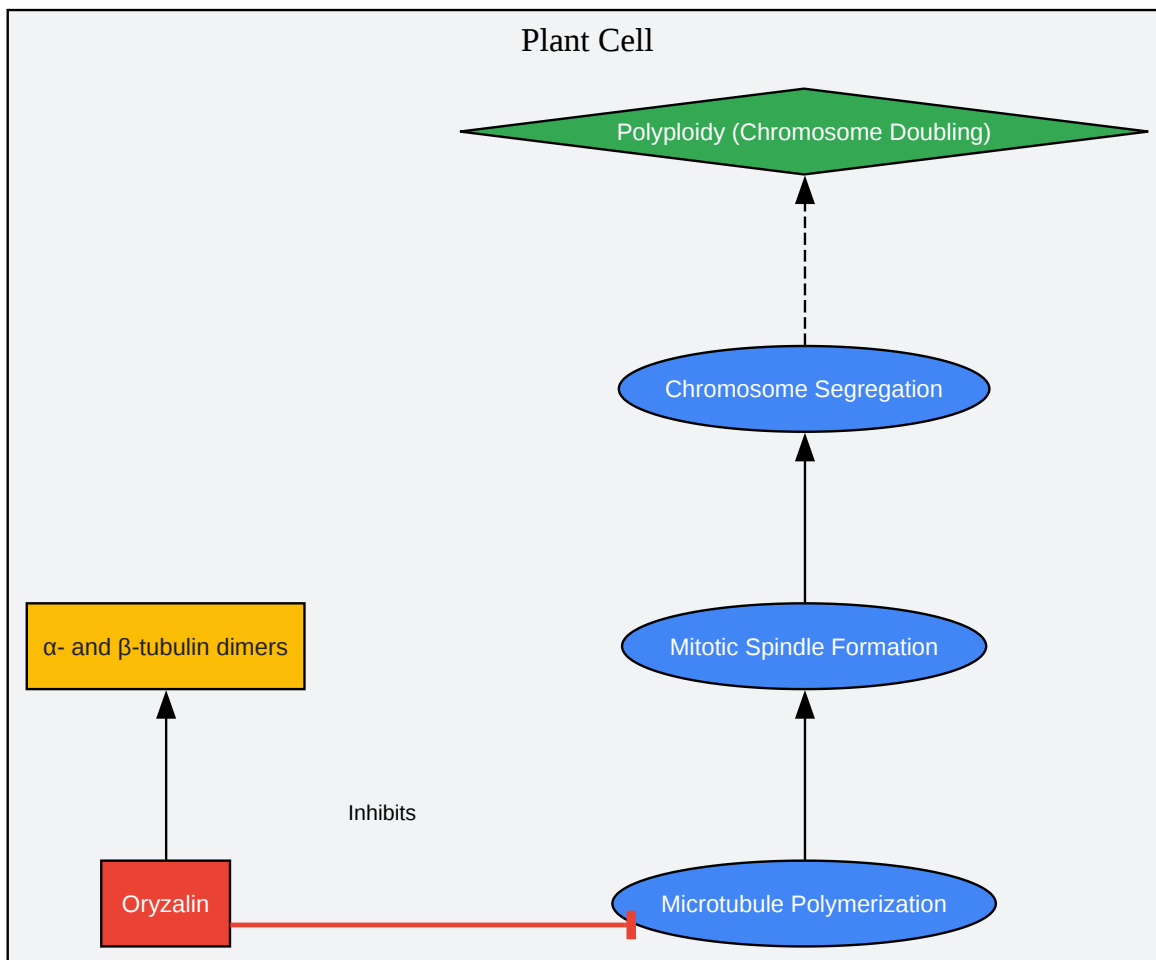 Plant Cell
Polyploidy (Chromosome Doubling)
Chromosome Segregation
α- and β-tubulin dimers
Mitotic Spindle Formation
Inhibits
Oryzalin
Microtubule Polymerization